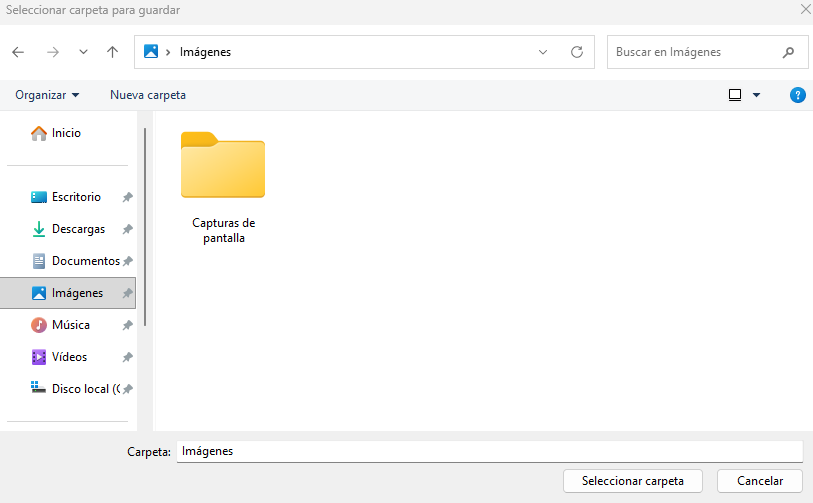 Seleccionar carpeta para guardar
Imágenes
Buscar en Imágenes
Organizar
Nueva carpeta
Inicio
Escritorio
Descargas
Documentos
Imágenes
Música
Vídeos
Disco local (
Capturas de
pantalla
Carpeta: Imágenes
Seleccionar carpeta
Cancelar